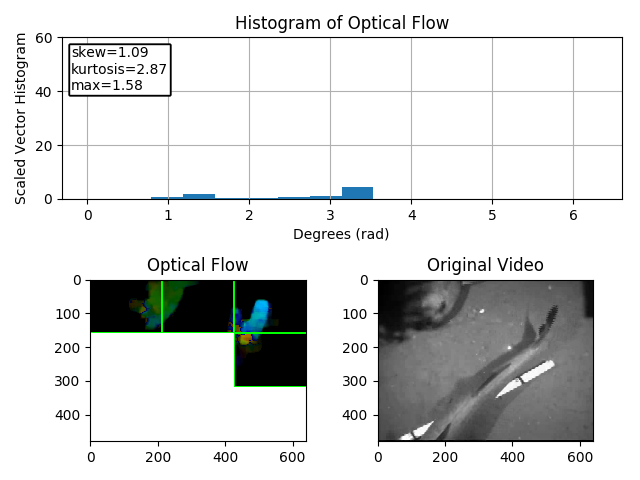 Histogram of Optical Flow
Scaled Vector Histogram
60
40
20
0
skew=1.09
kurtosis=2.87
max=1.58
0 1 2 3 4 5 6
Degrees (rad)
Optical Flow
0
100
200
300
400
0 200 400 600
Original Video
0
100
200
300
400
0 200 400 600